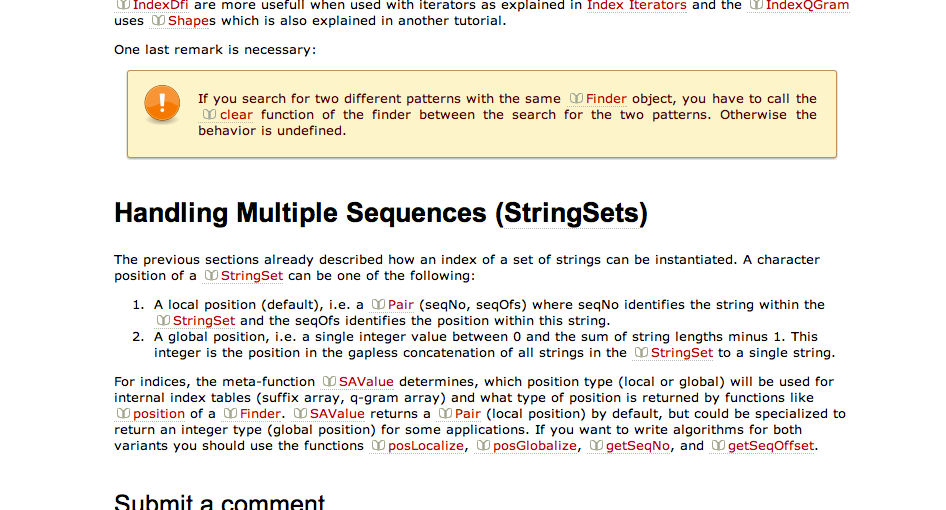 IndexDfi are more usefull when used with iterators as explained in Index Iterators and the IndexQGram
uses Shapes which is also explained in another tutorial.
One last remark is necessary:
If you search for two different patterns with the same Finder object, you have to call the
clear function of the finder between the search for the two patterns. Otherwise the
behavior is undefined.
Handling Multiple Sequences (StringSets)
The previous sections already described how an index of a set of strings can be instantiated. A character
position of a StringSet can be one of the following:
1. A local position (default), i.e. a Pair (seqNo, seqOfs) where seqNo identifies the string within the
StringSet and the seqOfs identifies the position within this string.
2. A global position, i.e. a single integer value between 0 and the sum of string lengths minus 1. This
integer is the position in the gapless concatenation of all strings in the StringSet to a single string.
For indices, the meta-function SAValue determines, which position type (local or global) will be used for
internal index tables (suffix array, q-gram array) and what type of position is returned by functions like
position of a Finder. SAValue returns a Pair (local position) by default, but could be specialized to
return an integer type (global position) for some applications. If you want to write algorithms for both
variants you should use the functions posLocalize, posGlobalize, getSeqNo, and getSeqOffset.
Submit a comment